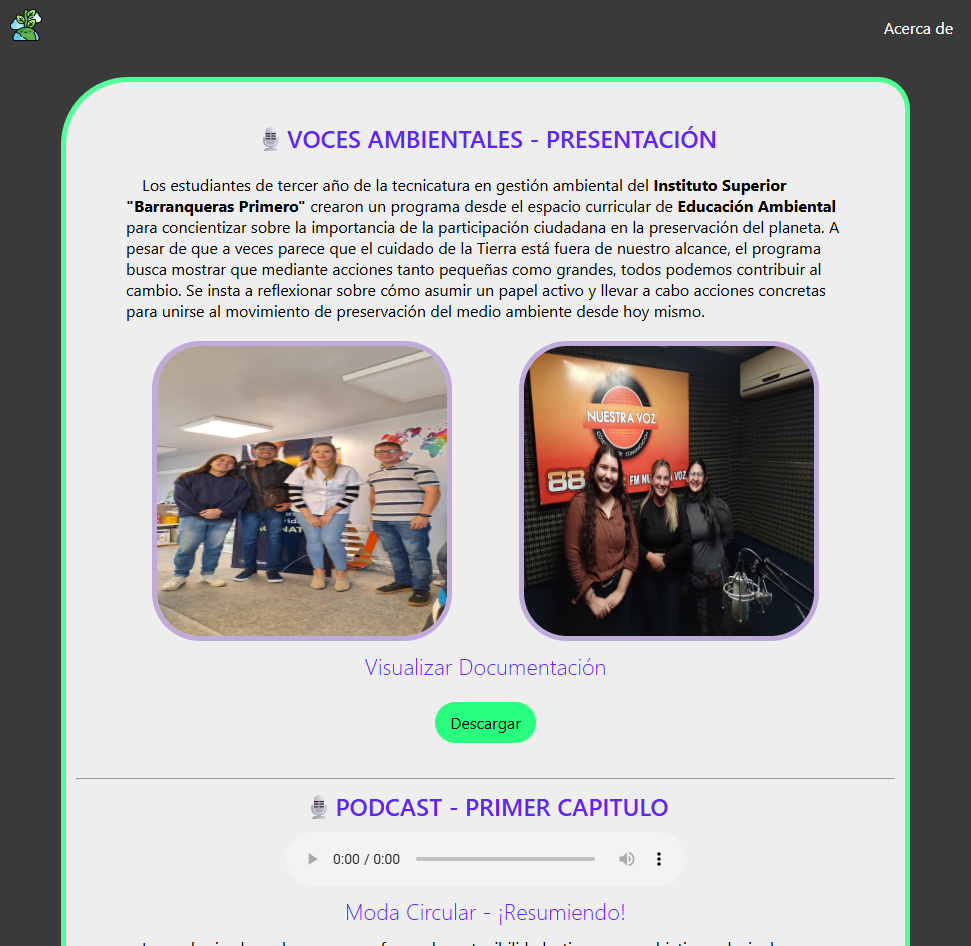 Acerca de
VOCES AMBIENTALES - PRESENTACIÓN
Los estudiantes de tercer año de la tecnicatura en gestión ambiental del Instituto Superior
"Barranqueras Primero" crearon un programa desde el espacio curricular de Educación Ambiental
para concientizar sobre la importancia de la participación ciudadana en la preservación del planeta. A
pesar de que a veces parece que el cuidado de la Tierra está fuera de nuestro alcance, el programa
busca mostrar que mediante acciones tanto pequeñas como grandes, todos podemos contribuir al
cambio. Se insta a reflexionar sobre cómo asumir un papel activo y llevar a cabo acciones concretas
para unirse al movimiento de preservación del medio ambiente desde hoy mismo.
NUESTRA VOZ
88
FM
VOZ
Visualizar Documentación
Descargar
PODCAST - PRIMER CAPITULO
0:00 / 0:00
Moda Circular - ¡Resumiendo!